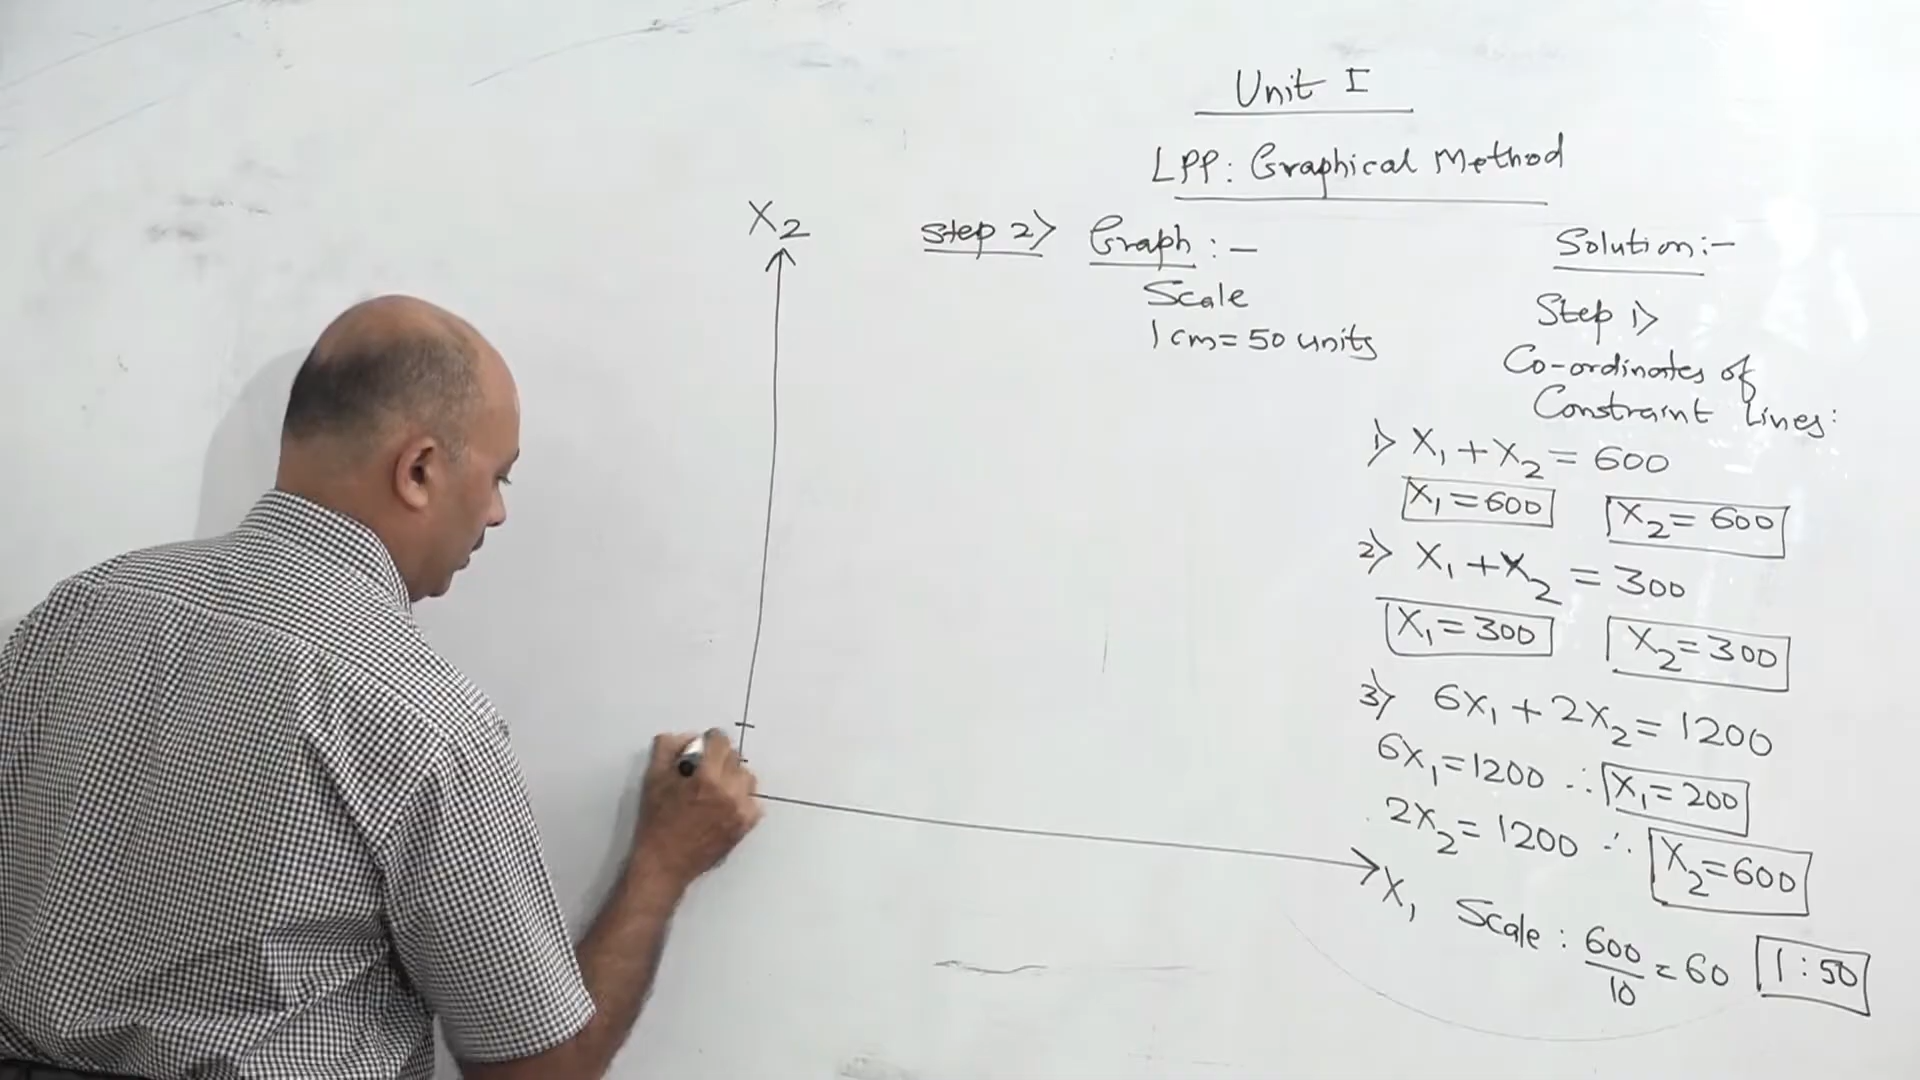 Unit I
LPP: Graphical Method
X₂
Step 2) Graph :-
Scale
1 cm = 50 units
Solution:-
Step 1)
Co-ordinates of
Constraint Lines:
1) X₁ + X₂ = 600
X₁ = 600 X₂ = 600
2) X₁ + X₂ = 300
X₁ = 300 X₂ = 300
3) 6X₁ + 2X₂ = 1200
6X₁ = 1200 ∴ X₁ = 200
2X₂ = 1200 ∴ X₂ = 600
X₁
Scale : 600/10 = 60 1 : 50